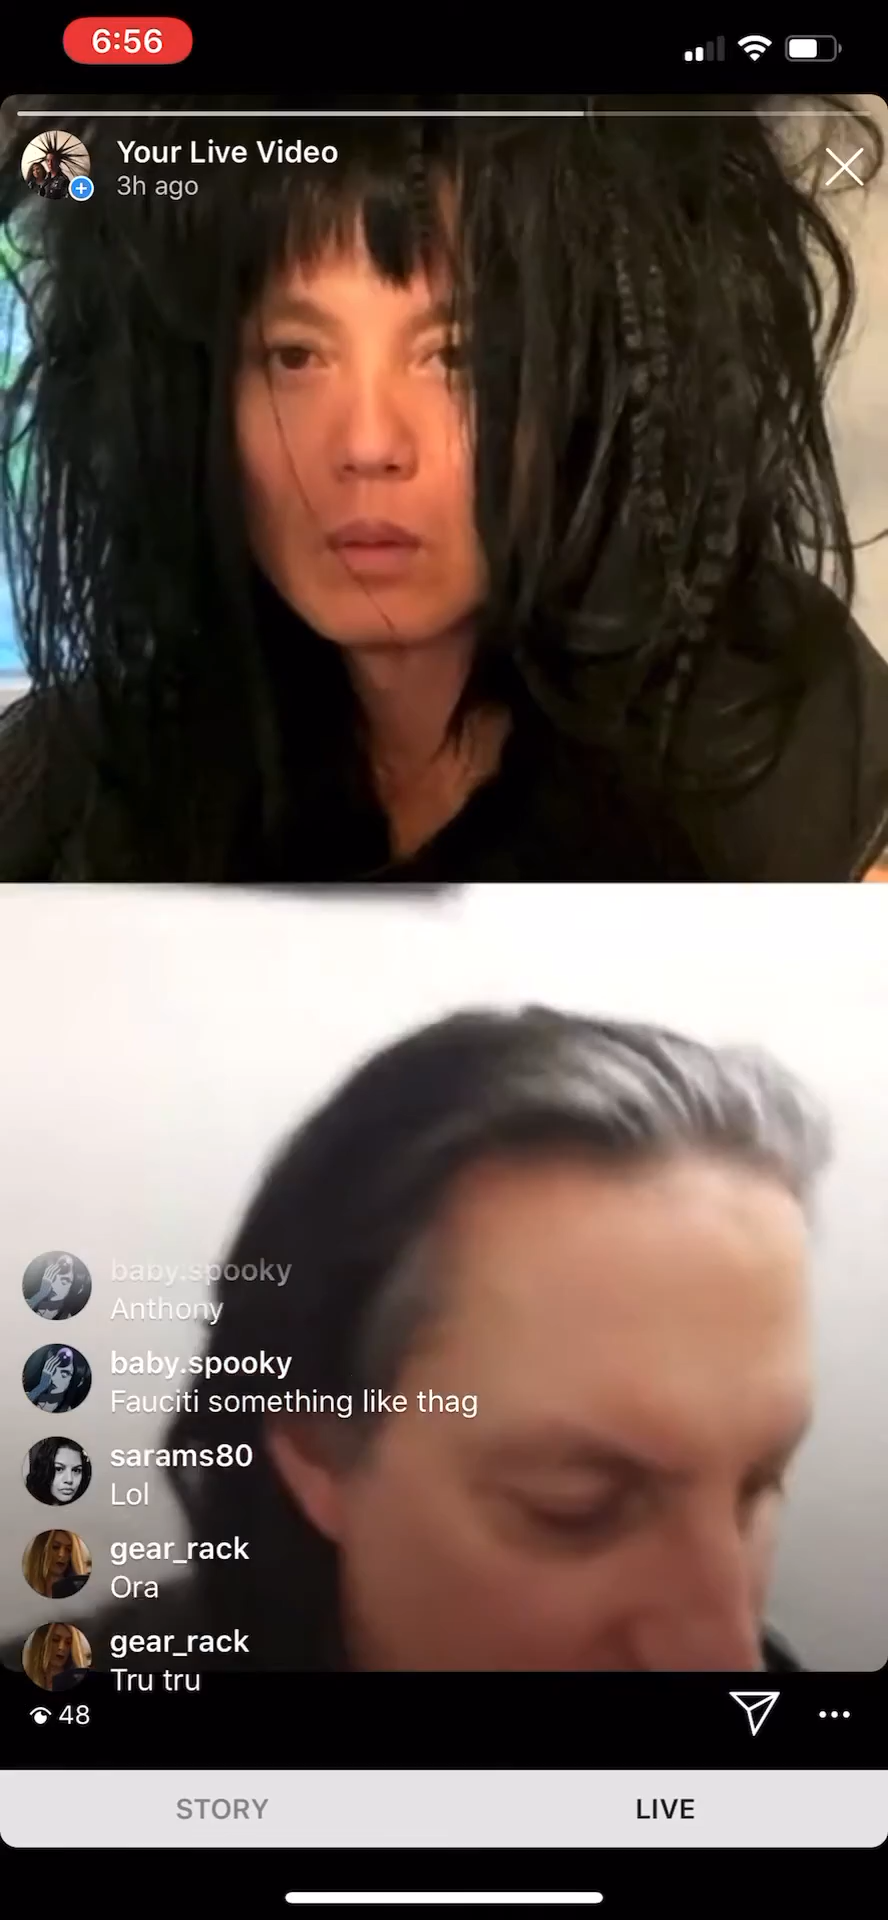 6:56
Your Live Video
3h ago
baby.spooky
Anthony
baby.spooky
Fauciti something like thag
sarams80
Lol
gear_rack
Ora
gear_rack
Tru tru
48
STORY
LIVE